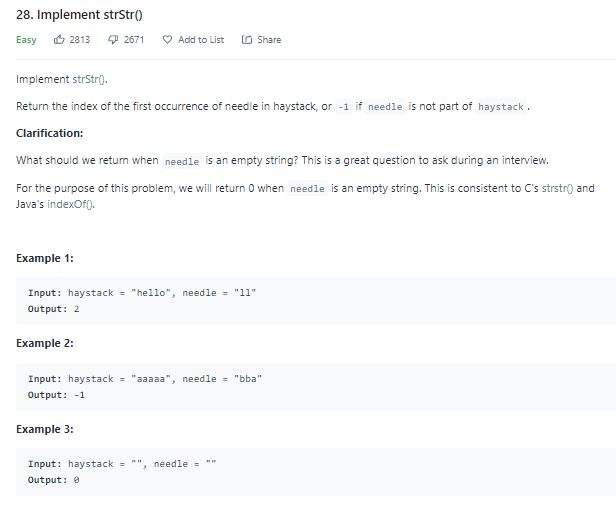 28. Implement strStr()
Easy 2813 2671 Add to List Share
Implement strStr().
Return the index of the first occurrence of needle in haystack, or -1 if needle is not part of haystack .
Clarification:
What should we return when needle is an empty string? This is a great question to ask during an interview.
For the purpose of this problem, we will return 0 when needle is an empty string. This is consistent to C's strstr() and
Java's indexOf().
Example 1:
Input: haystack = "hello", needle = "ll"
Output: 2
Example 2:
Input: haystack = "aaaaa", needle = "bba"
Output: -1
Example 3:
Input: haystack = "", needle = ""
Output: 0